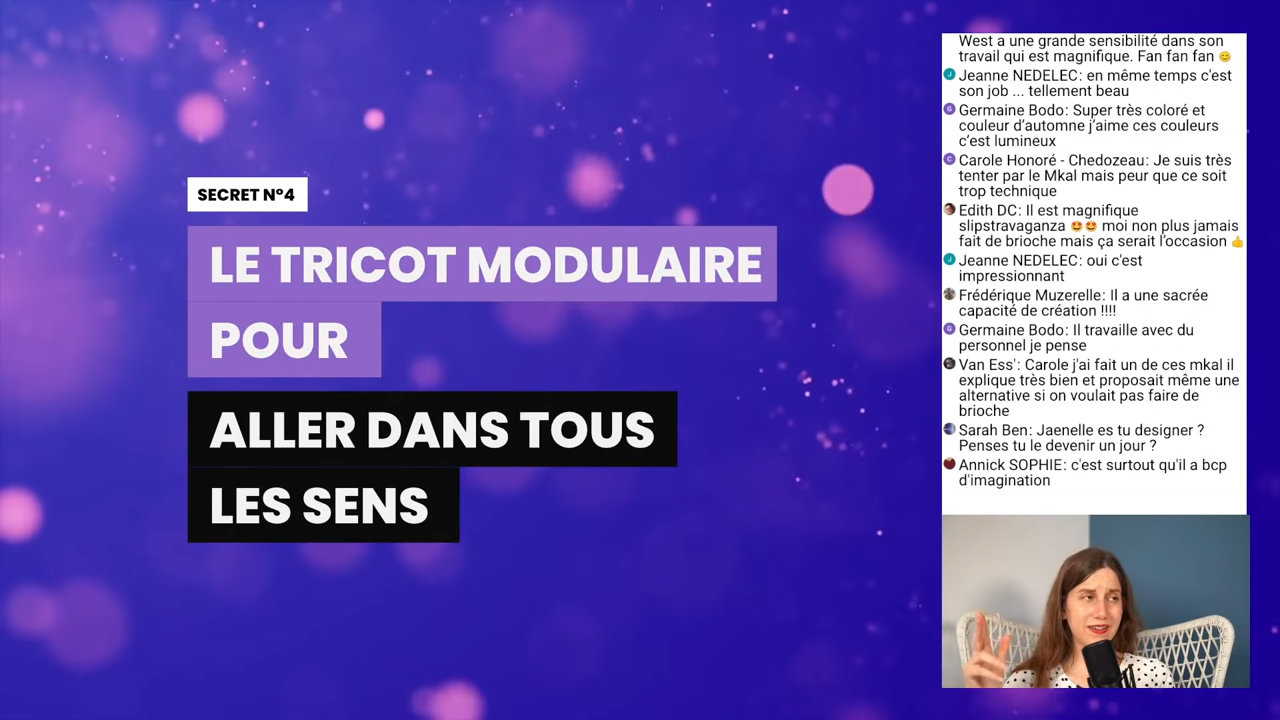 SECRET N°4
LE TRICOT MODULAIRE
POUR
ALLER DANS TOUS
LES SENS
West a une grande sensibilité dans son
travail qui est magnifique. Fan fan fan 😊
Jeanne NEDELEC: en même temps c'est
son job ... tellement beau
Germaine Bodo: Super très coloré et
couleur d’automne j’aime ces couleurs
c’est lumineux
Carole Honoré - Chedozeau: Je suis très
tenter par le Mkal mais peur que ce soit
trop technique
Edith DC: Il est magnifique
slipstravaganza 🤩🤩 moi non plus jamais
fait de brioche mais ça serait l’occasion 👍
Jeanne NEDELEC: oui c'est
impressionnant
Frédérique Muzerelle: Il a une sacrée
capacité de création !!!!
Germaine Bodo: Il travaille avec du
personnel je pense
Van Ess': Carole j'ai fait un de ces mkal il
explique très bien et proposait même une
alternative si on voulait pas faire de
brioche
Sarah Ben: Jaenelle es tu designer ?
Penses tu le devenir un jour ?
Annick SOPHIE: c'est surtout qu'il a bcp
d'imagination